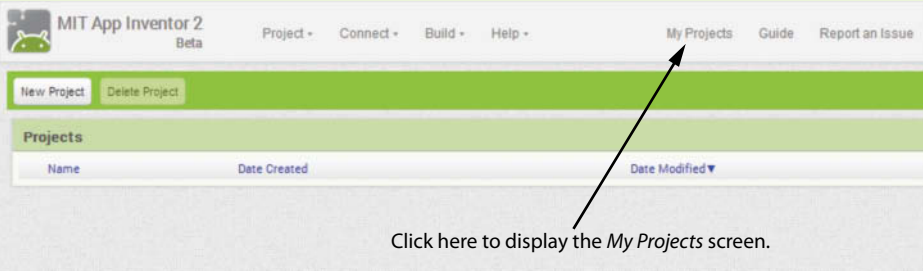 MIT App Inventor 2
Beta
Project Connect Build Help My Projects Guide Report an Issue
New Project Delete Project
Projects
Name Date Created Date Modified▼
Click here to display the My Projects screen.